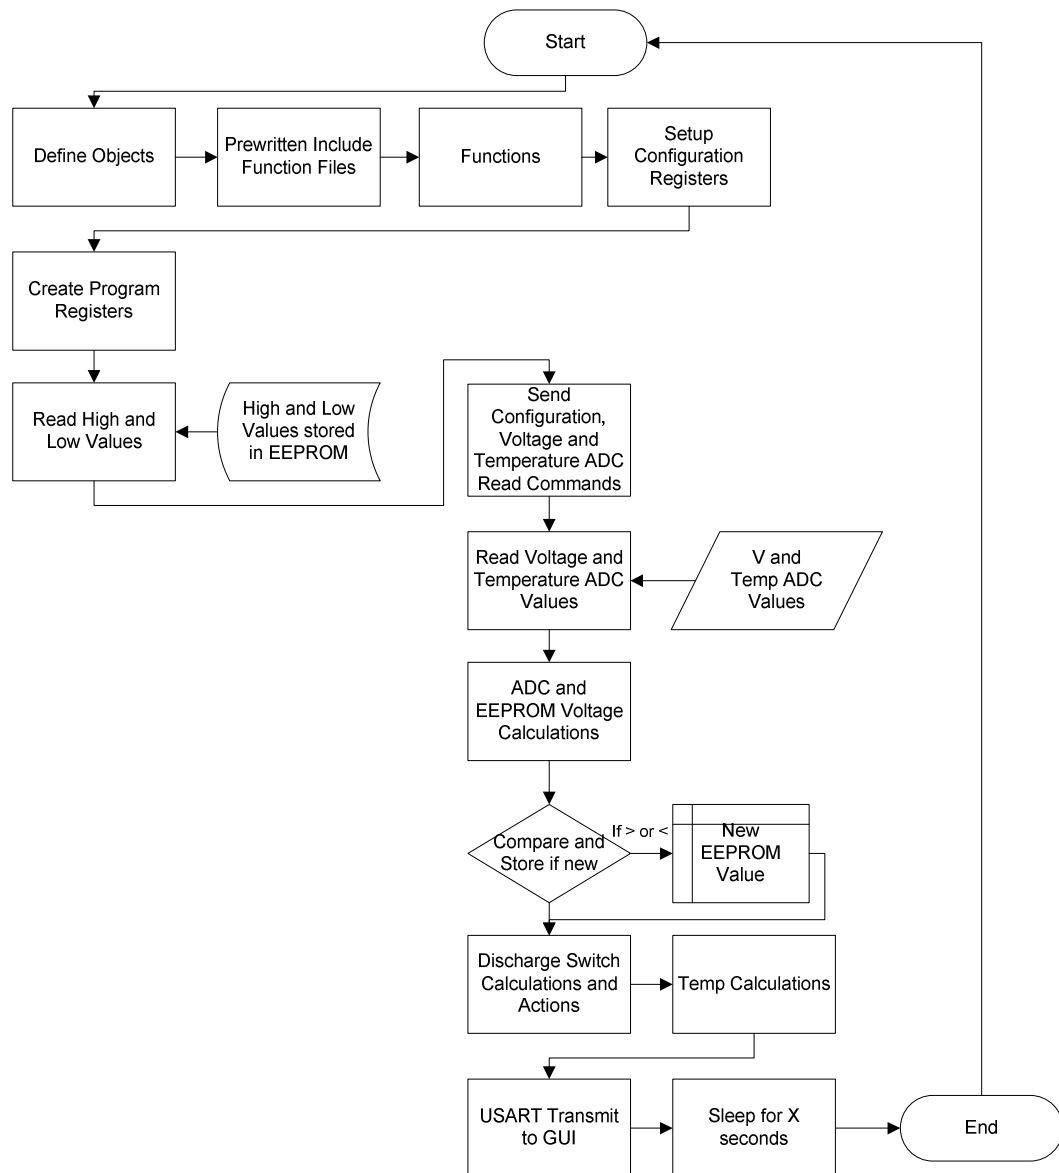 Start
Define Objects
Prewritten Include
Function Files
Functions
Setup
Configuration
Registers
Create Program
Registers
Read High and
Low Values
High and Low
Values stored
in EEPROM
Send
Configuration,
Voltage and
Temperature ADC
Read Commands
Read Voltage and
Temperature ADC
Values
V and
Temp ADC
Values
ADC and
EEPROM Voltage
Calculations
Compare and
Store if new
If > or <
New
EEPROM
Value
Discharge Switch
Calculations and
Actions
Temp Calculations
USART Transmit
to GUI
Sleep for X
seconds
End